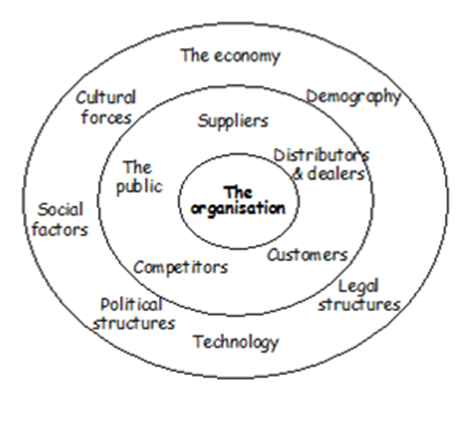 The economy
Cultural
forces
Demography
Suppliers
Distributors
& dealers
The
public
The
organisation
Social
factors
Customers
Competitors
Legal
structures
Political
structures
Technology